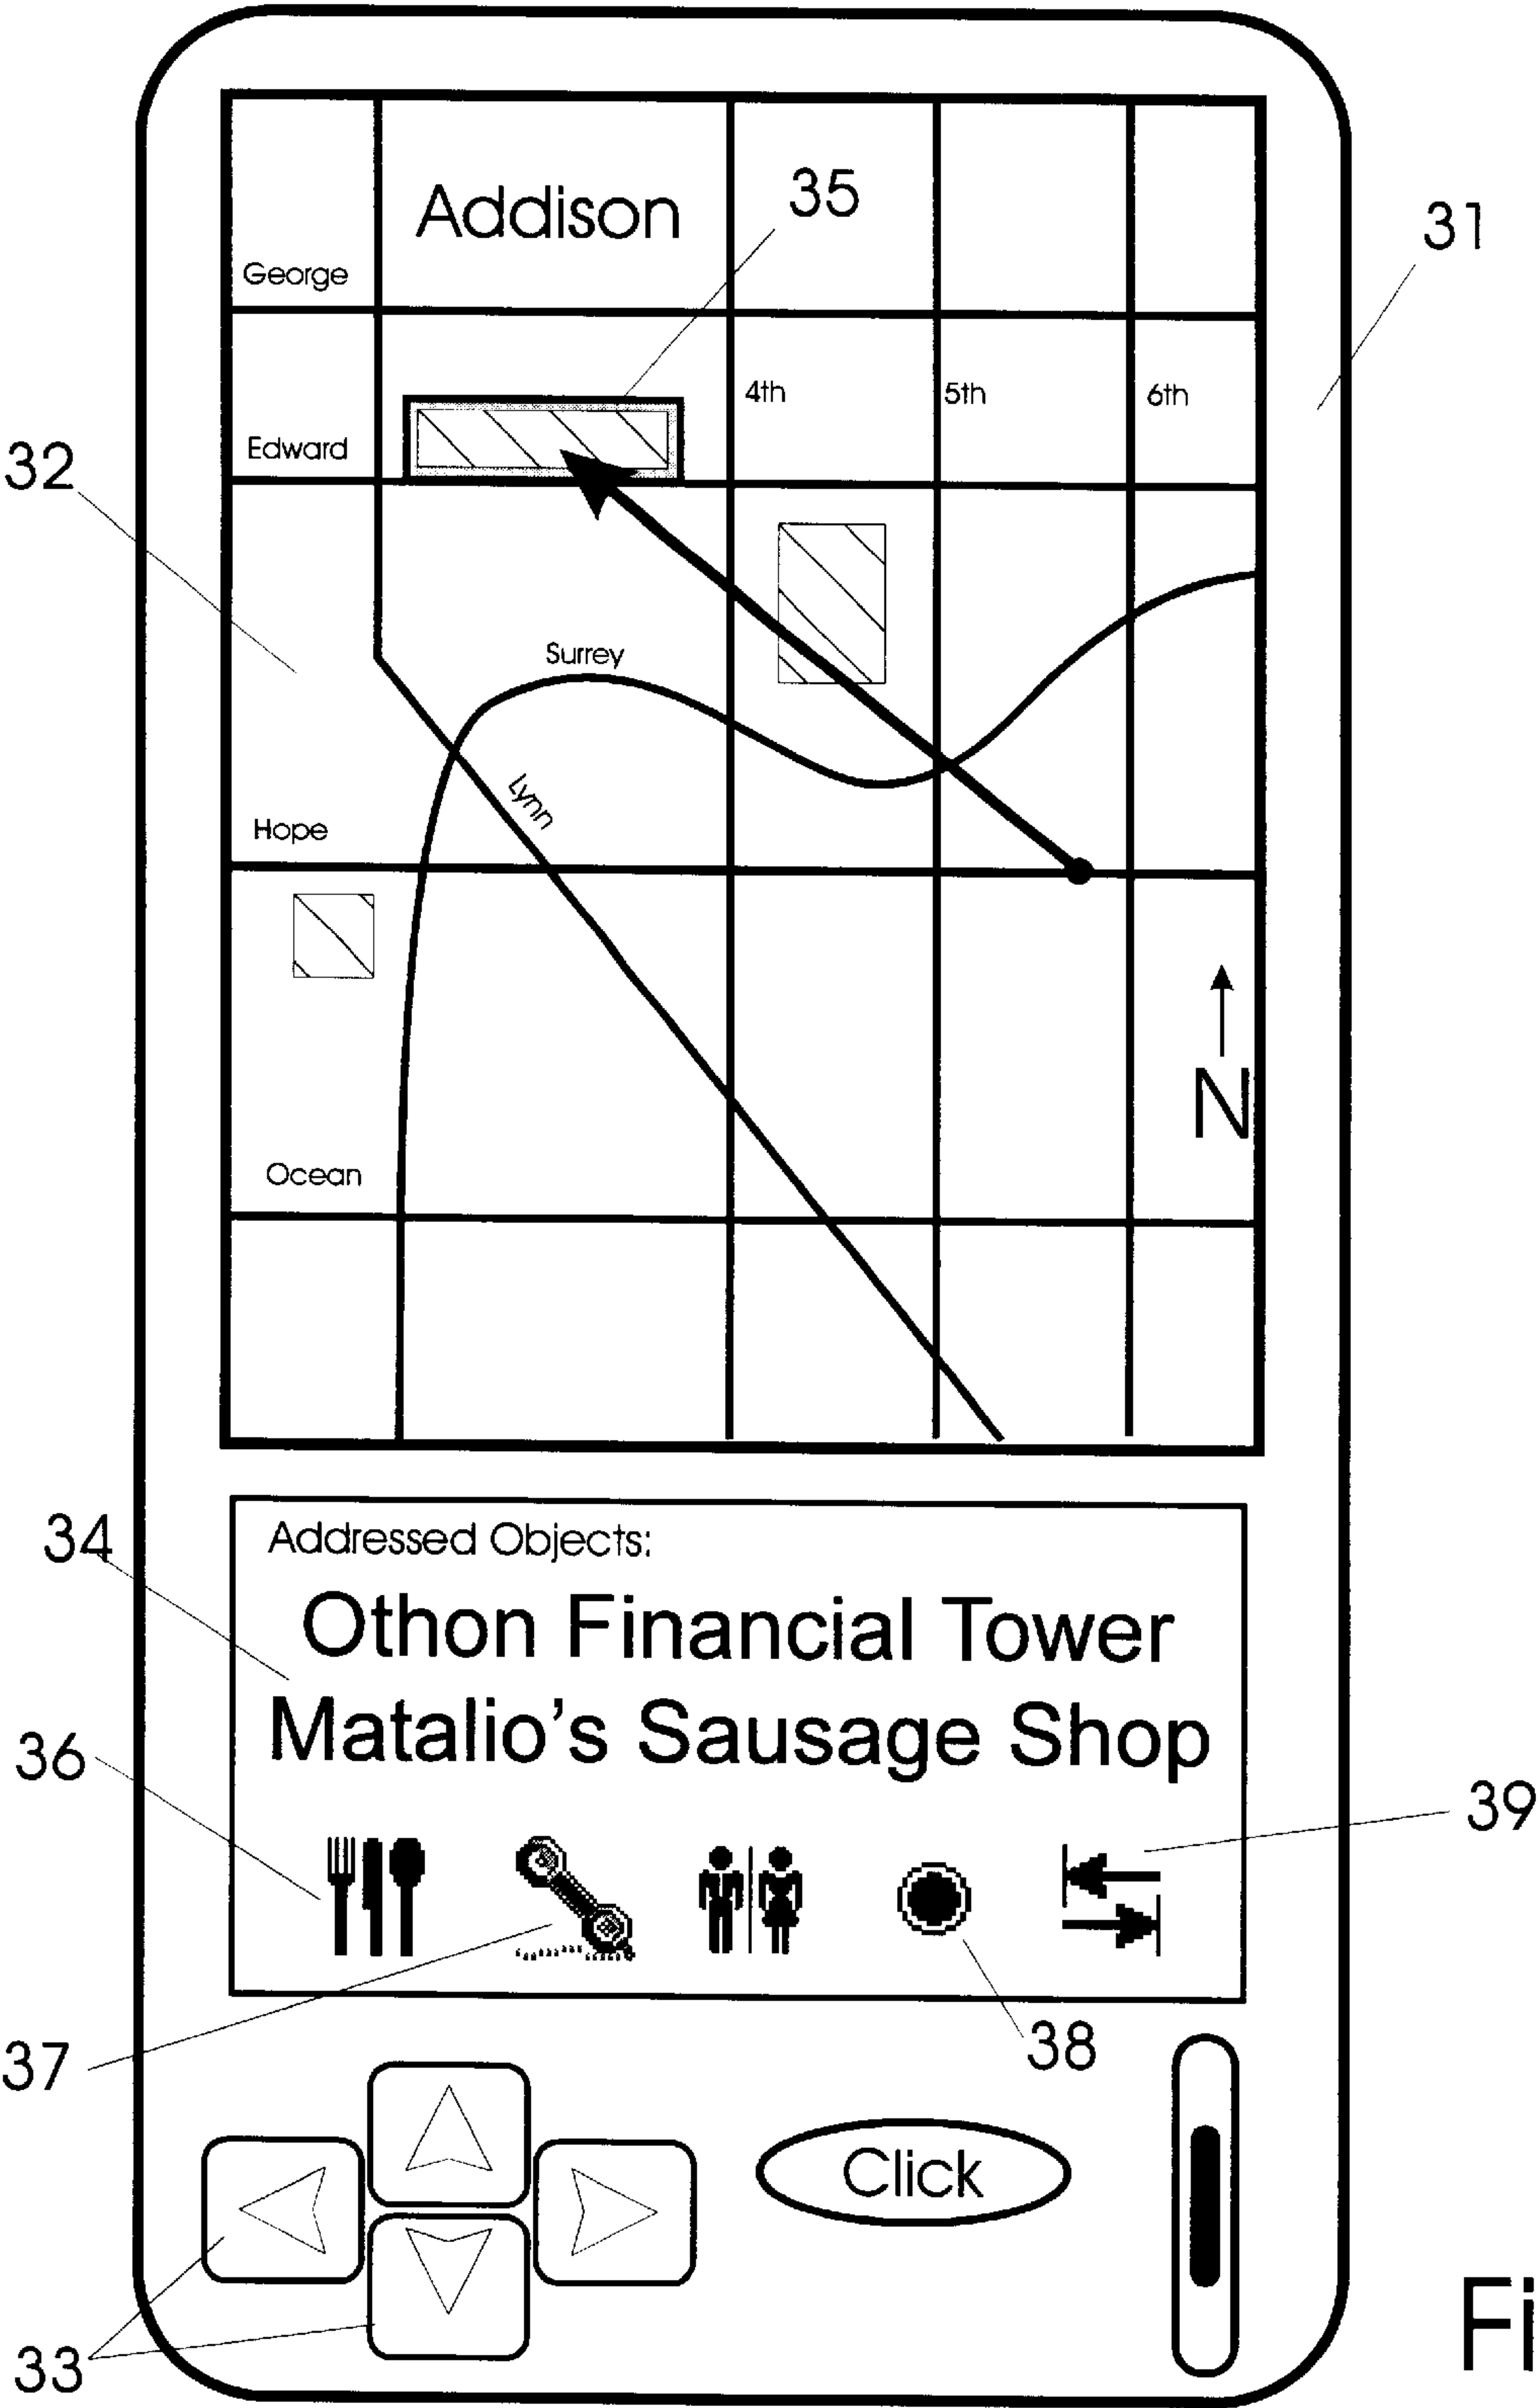 Addison
35
31
George
4th
5th
6th
Edward
32
Surrey
Lynn
Hope
N
Ocean
34
Addressed Objects:
Othon Financial Tower
Matalio's Sausage Shop
36
39
37
38
Click
33
Fi